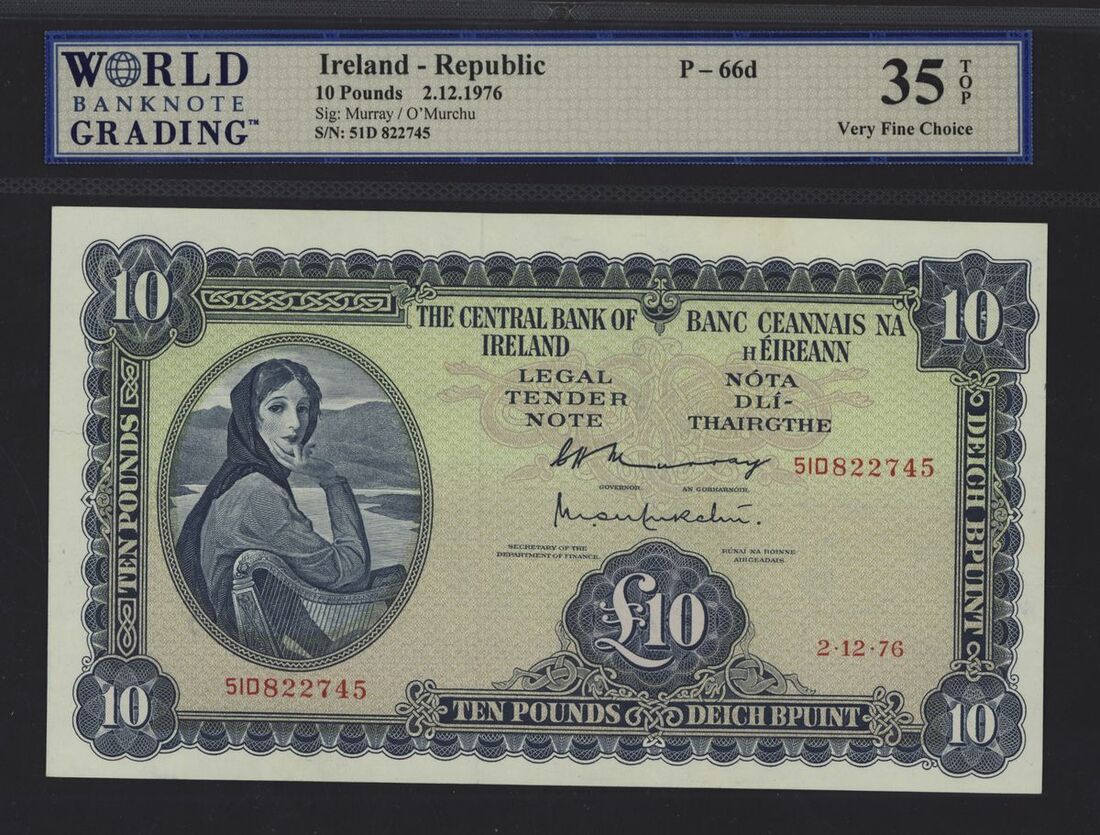 WORLD
BANKNOTE
GRADING™
Ireland - Republic
10 Pounds 2.12.1976
Sig: Murray / O'Murchu
S/N: 51D 822745
P – 66d
35 TOP
Very Fine Choice
10
10
THE CENTRAL BANK OF
IRELAND
BANC CEANNAIS NA
hÉIREANN
LEGAL
TENDER
NOTE
NÓTA
DLÍ-
THAIRGTHE
TEN POUNDS
DEICH BPUINT
51D822745
GOVERNOR.
AN GOBHARNÓIR.
SECRETARY OF THE
DEPARTMENT OF FINANCE.
RÚNAÍ NA ROINNE
AIRGEADAIS.
£10
2·12·76
51D822745
10
TEN POUNDS
DEICH BPUINT
10